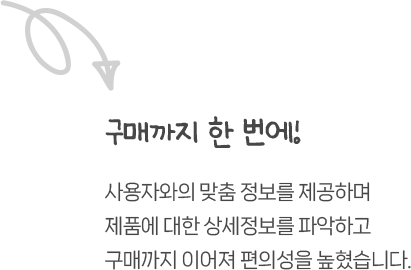 구매까지 한 번에!
사용자와의 맞춤 정보를 제공하며
제품에 대한 상세정보를 파악하고
구매까지 이어져 편의성을 높혔습니다.